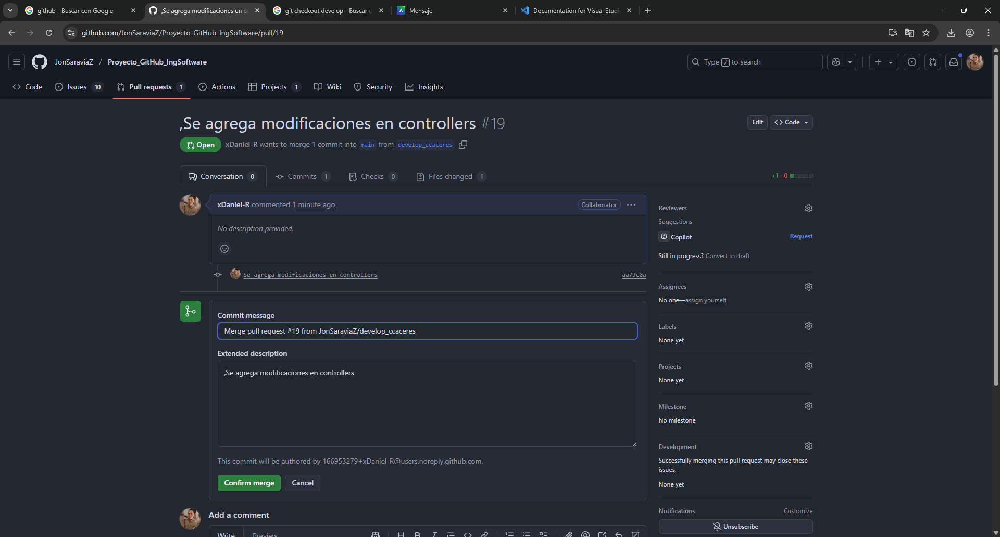 github - Buscar con Google
,Se agrega modificaciones en co
git checkout develop - Buscar c
Mensaje
Documentation for Visual Studi
github.com/JonSaraviaZ/Proyecto_GitHub_IngSoftware/pull/19
JonSaraviaZ / Proyecto_GitHub_IngSoftware
Type / to search
Code
Issues 10
Pull requests 1
Actions
Projects 1
Wiki
Security
Insights
,Se agrega modificaciones en controllers #19
Edit
Code
Open
xDaniel-R wants to merge 1 commit into main from develop_ccaceres
Conversation 0
Commits 1
Checks 0
Files changed 1
+1 −0
xDaniel-R commented 1 minute ago
Collaborator
No description provided.
Se agrega modificaciones en controllers
aa79c0a
Commit message
Merge pull request #19 from JonSaraviaZ/develop_ccaceres
Extended description
,Se agrega modificaciones en controllers
This commit will be authored by 166953279+xDaniel-R@users.noreply.github.com.
Confirm merge
Cancel
Add a comment
Write
Preview
H B I
Reviewers
Suggestions
Copilot
Request
Still in progress? Convert to draft
Assignees
No one—assign yourself
Labels
None yet
Projects
None yet
Milestone
No milestone
Development
Successfully merging this pull request may close these
issues.
None yet
Notifications
Customize
Unsubscribe